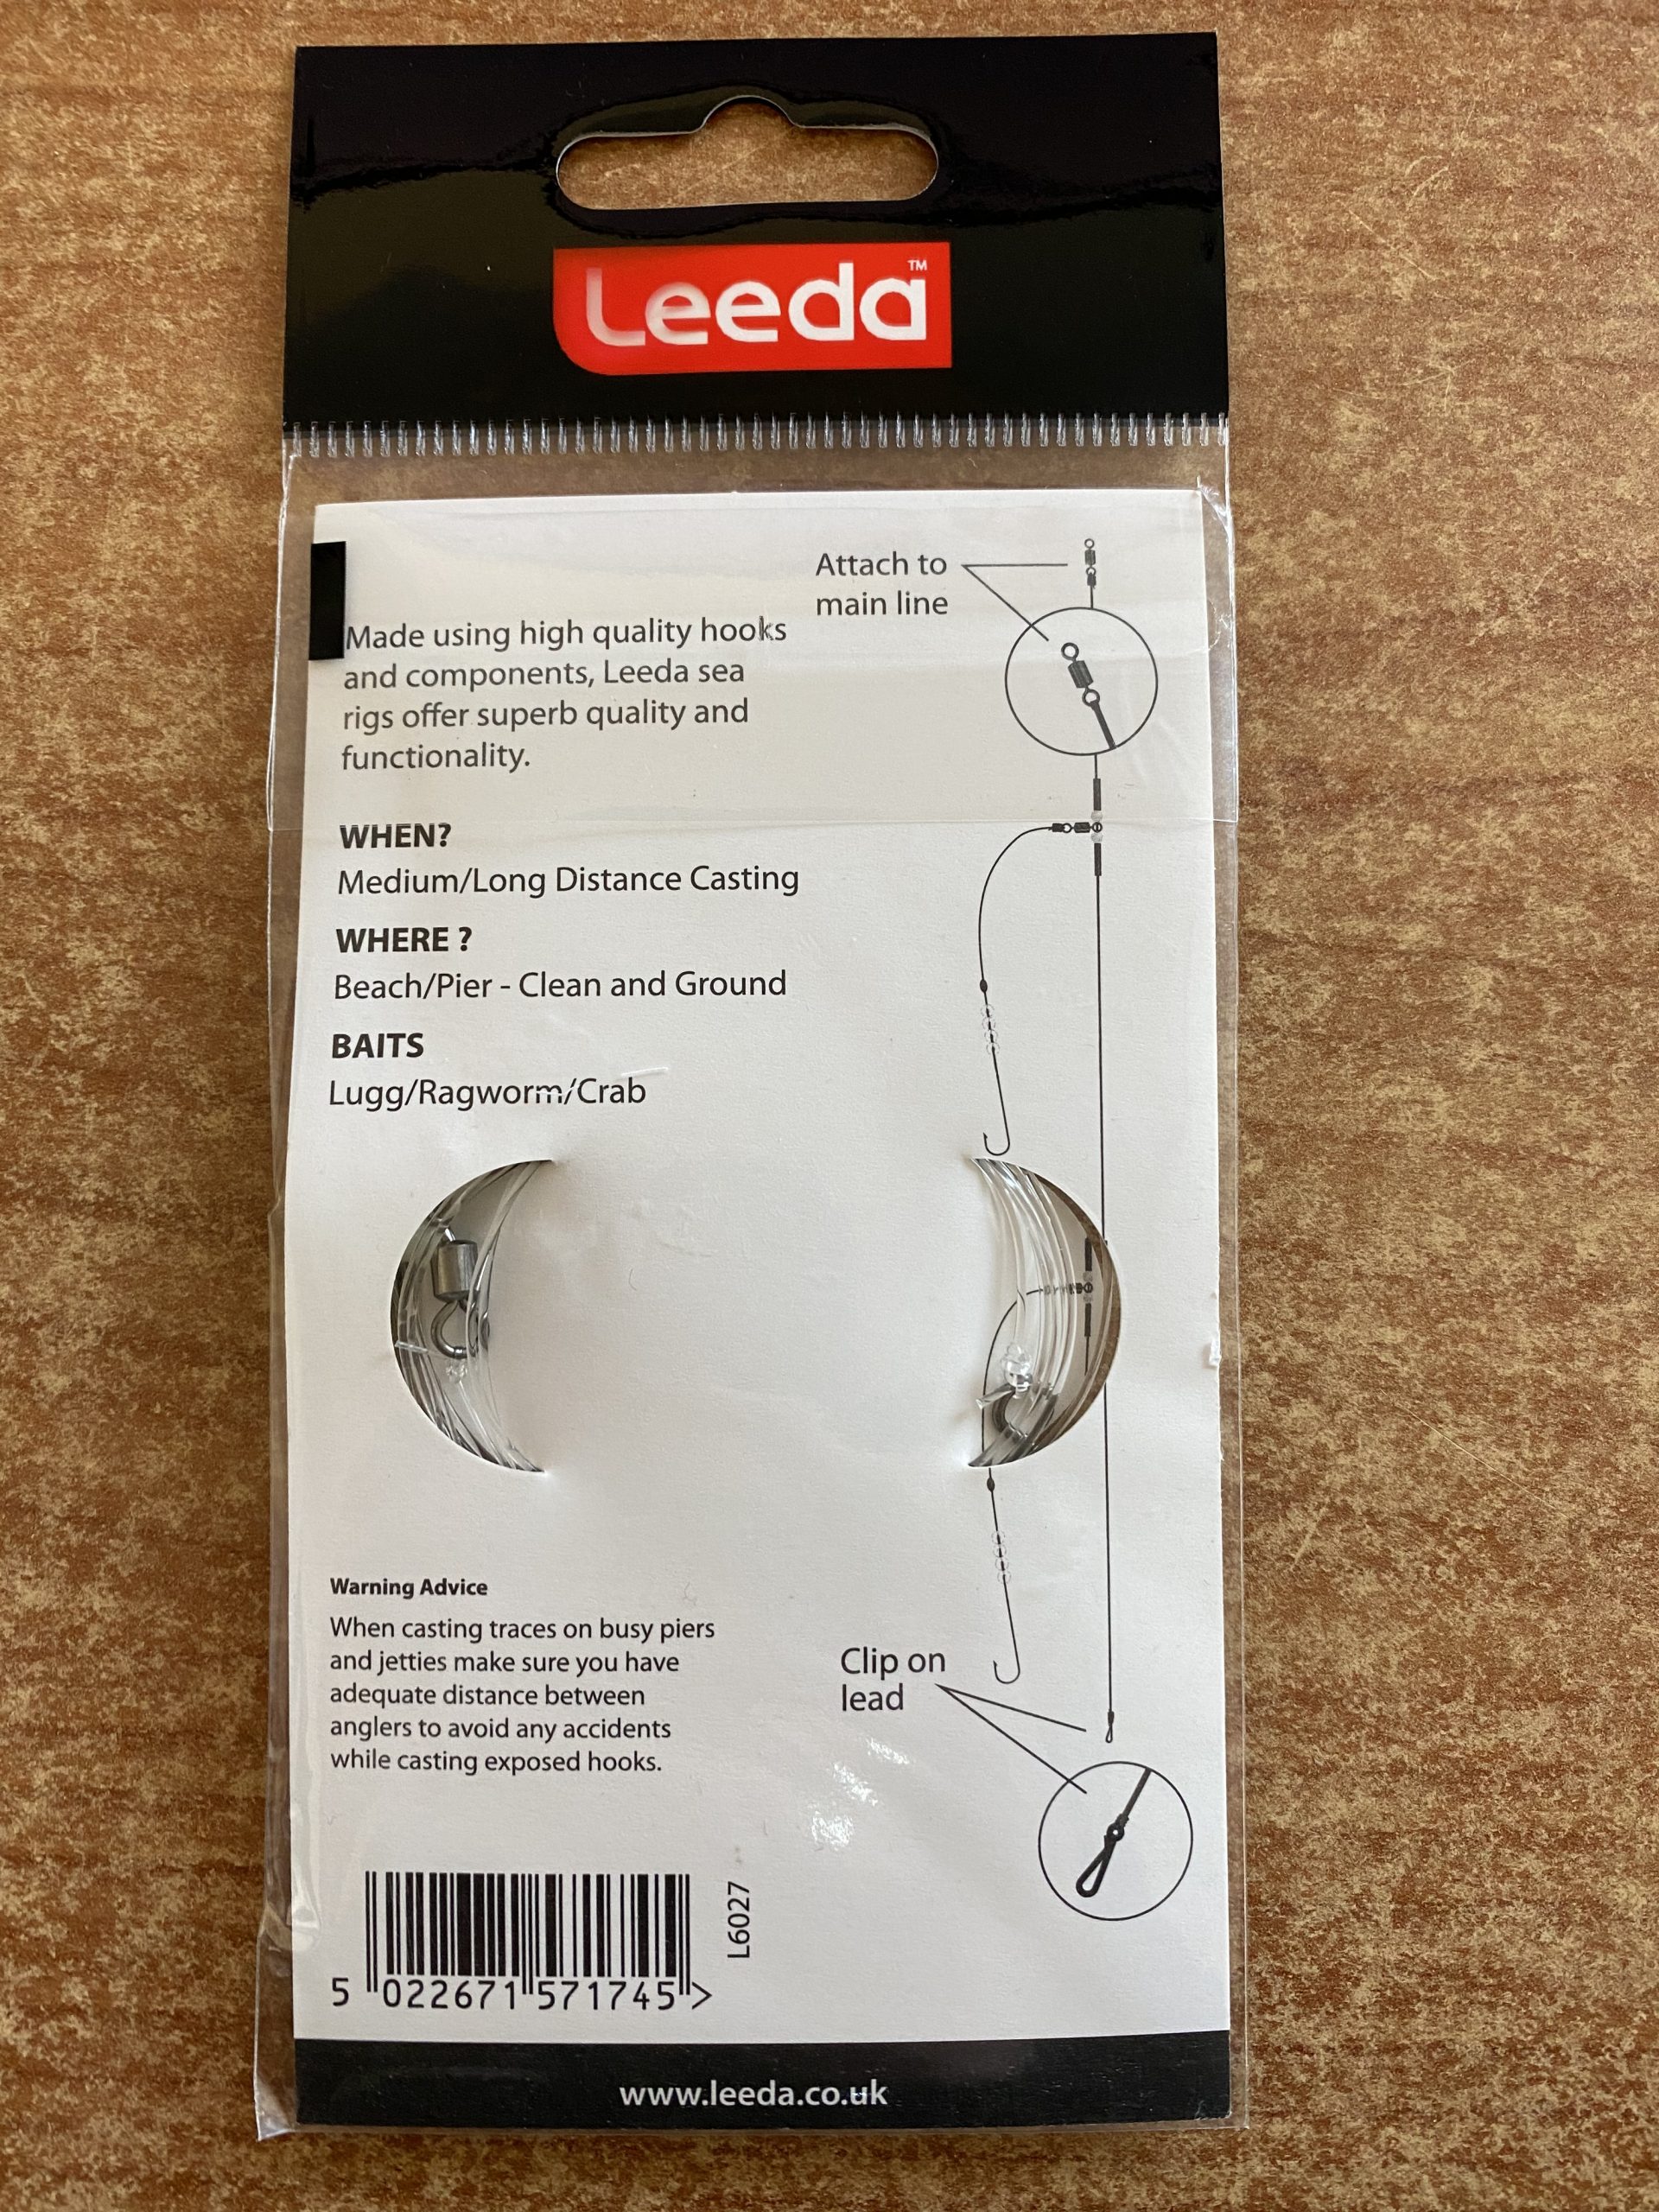 Leeda™
Attach to
main line
Made using high quality hooks
and components, Leeda sea
rigs offer superb quality and
functionality.
WHEN?
Medium/Long Distance Casting
WHERE ?
Beach/Pier - Clean and Ground
BAITS
Lugg/Ragworm/Crab
Warning Advice
When casting traces on busy piers
and jetties make sure you have
adequate distance between
anglers to avoid any accidents
while casting exposed hooks.
Clip on
lead
L6027
5 022671 571745 >
www.leeda.co.uk